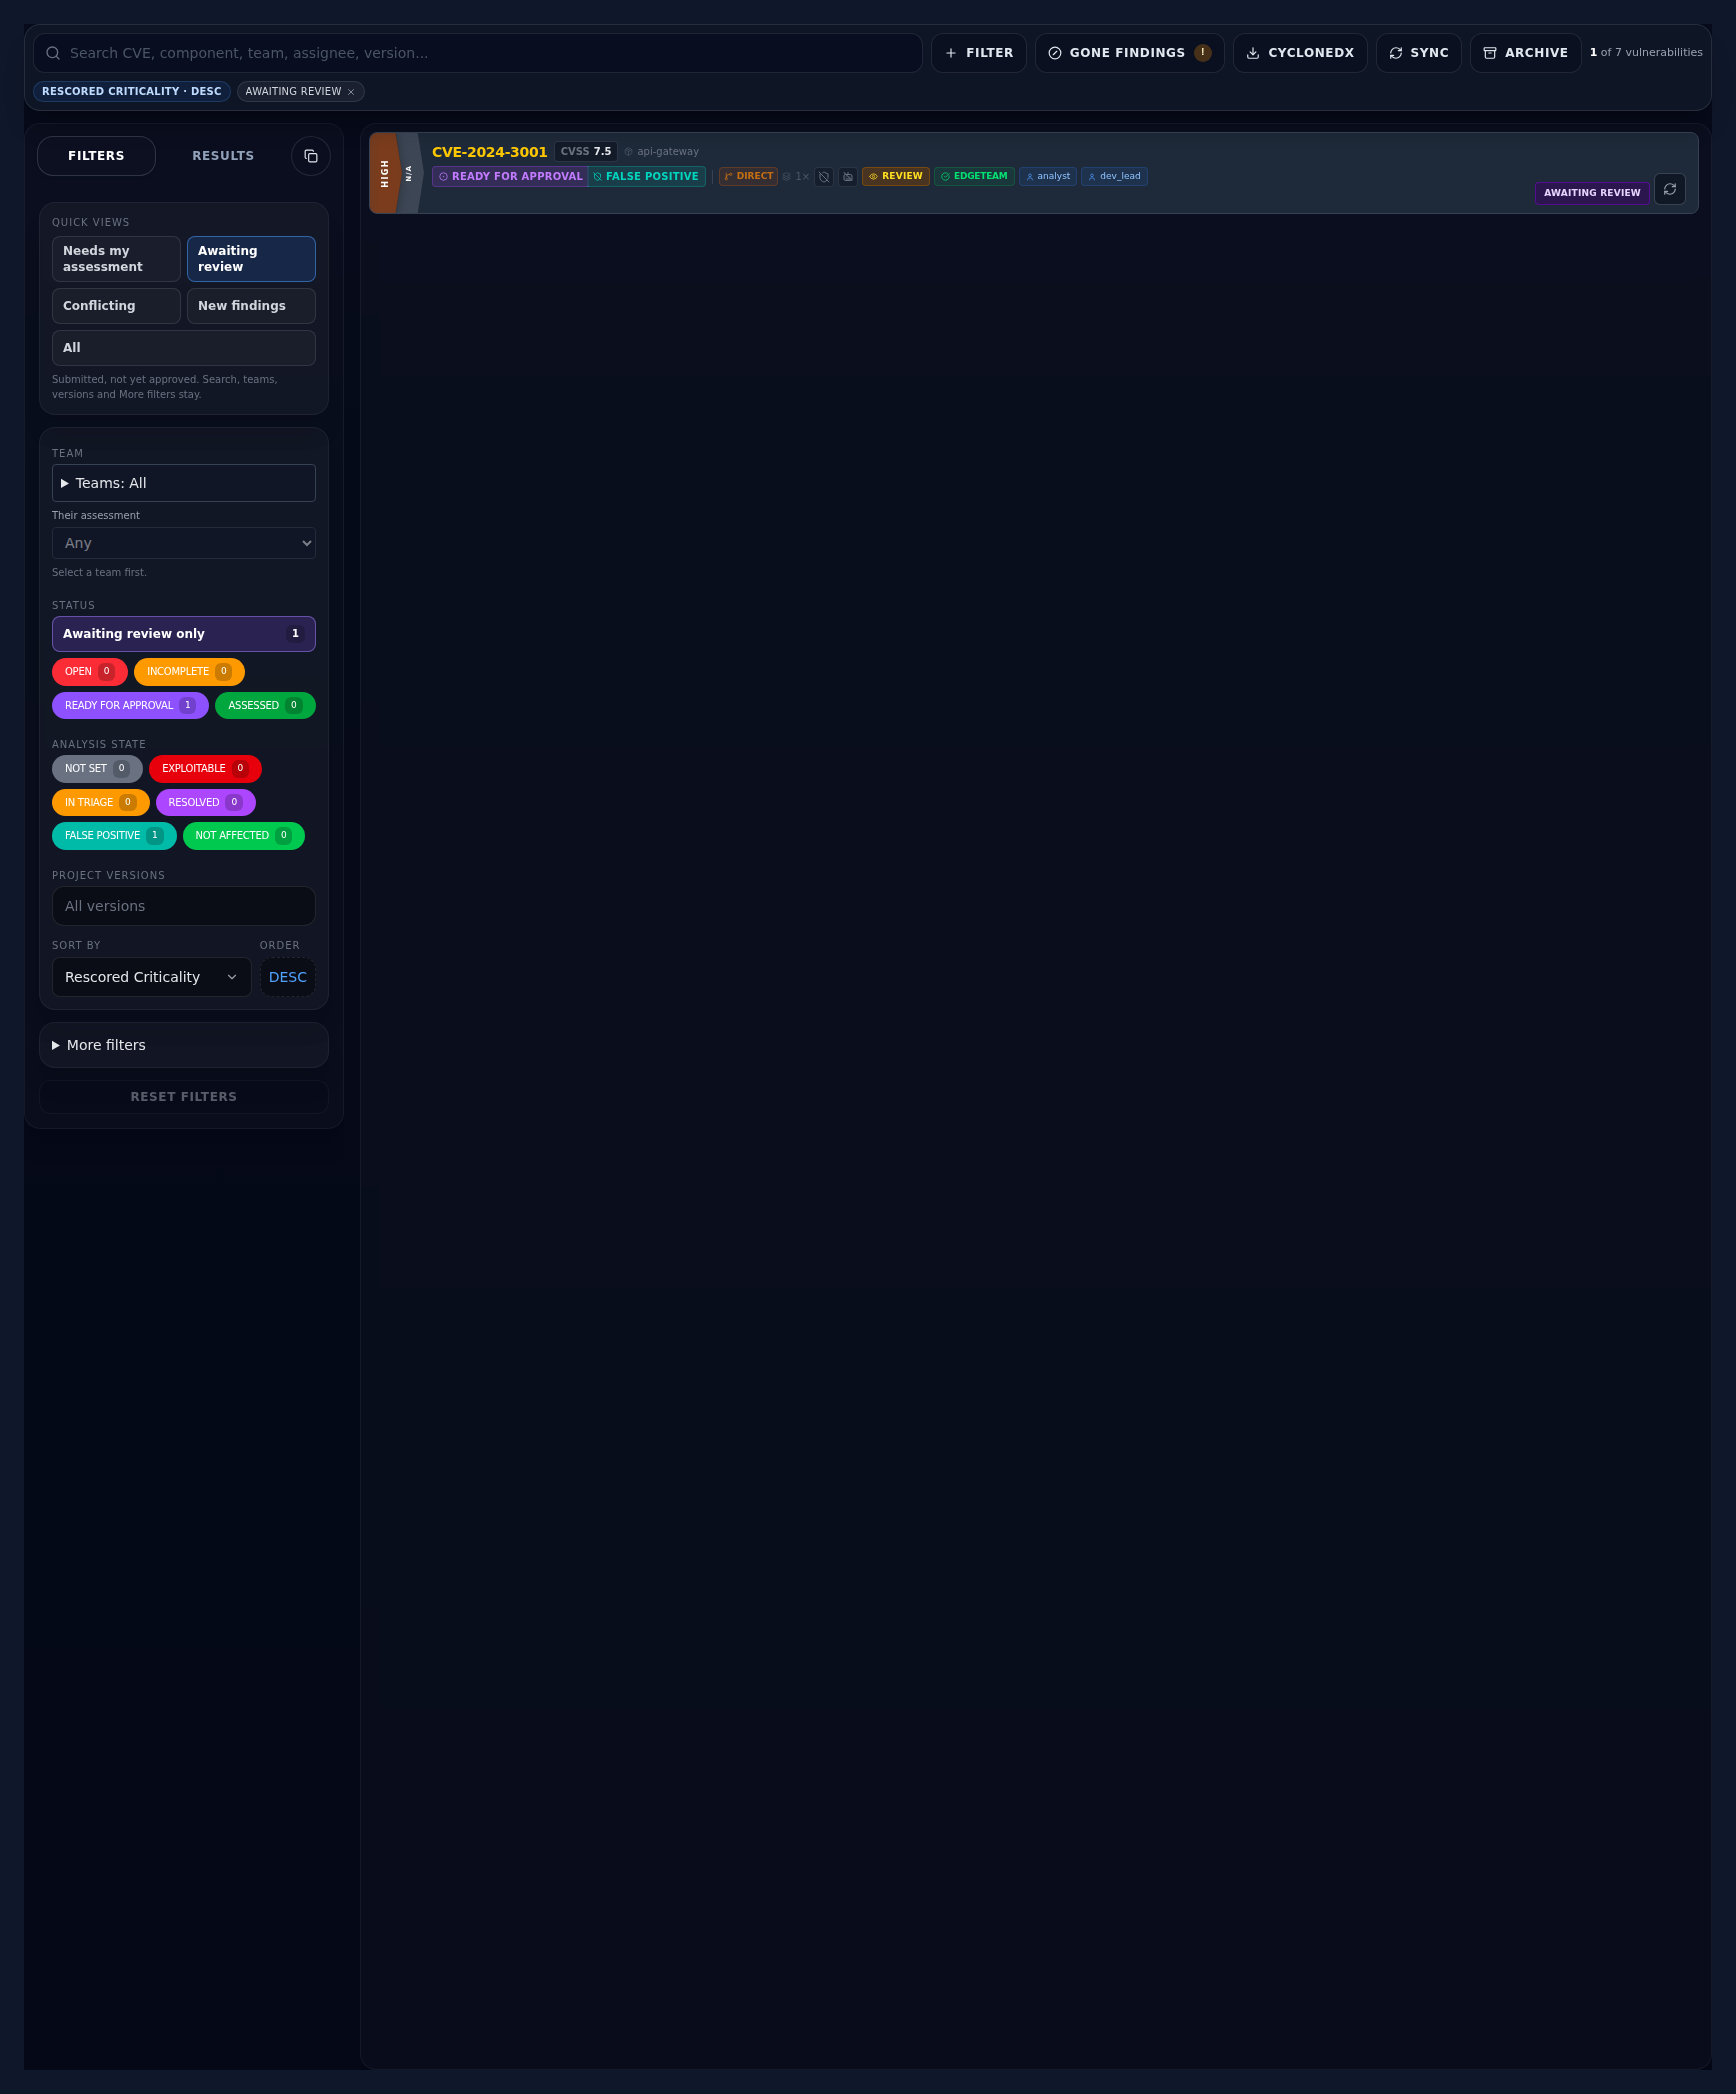 Search CVE, component, team, assignee, version...
FILTER
GONE FINDINGS !
CYCLONEDX
SYNC
ARCHIVE
1 of 7 vulnerabilities
RESCORED CRITICALITY · DESC
AWAITING REVIEW ×
FILTERS
RESULTS
QUICK VIEWS
Needs my
assessment
Awaiting
review
Conflicting
New findings
All
Submitted, not yet approved. Search, teams,
versions and More filters stay.
TEAM
Teams: All
Their assessment
Any
Select a team first.
STATUS
Awaiting review only 1
OPEN 0
INCOMPLETE 0
READY FOR APPROVAL 1
ASSESSED 0
ANALYSIS STATE
NOT SET 0
EXPLOITABLE 0
IN TRIAGE 0
RESOLVED 0
FALSE POSITIVE 1
NOT AFFECTED 0
PROJECT VERSIONS
All versions
SORT BY
ORDER
Rescored Criticality
DESC
More filters
RESET FILTERS
HIGH
N/A
CVE-2024-3001
CVSS 7.5
api-gateway
READY FOR APPROVAL
FALSE POSITIVE
DIRECT
1×
REVIEW
EDGETEAM
analyst
dev_lead
AWAITING REVIEW